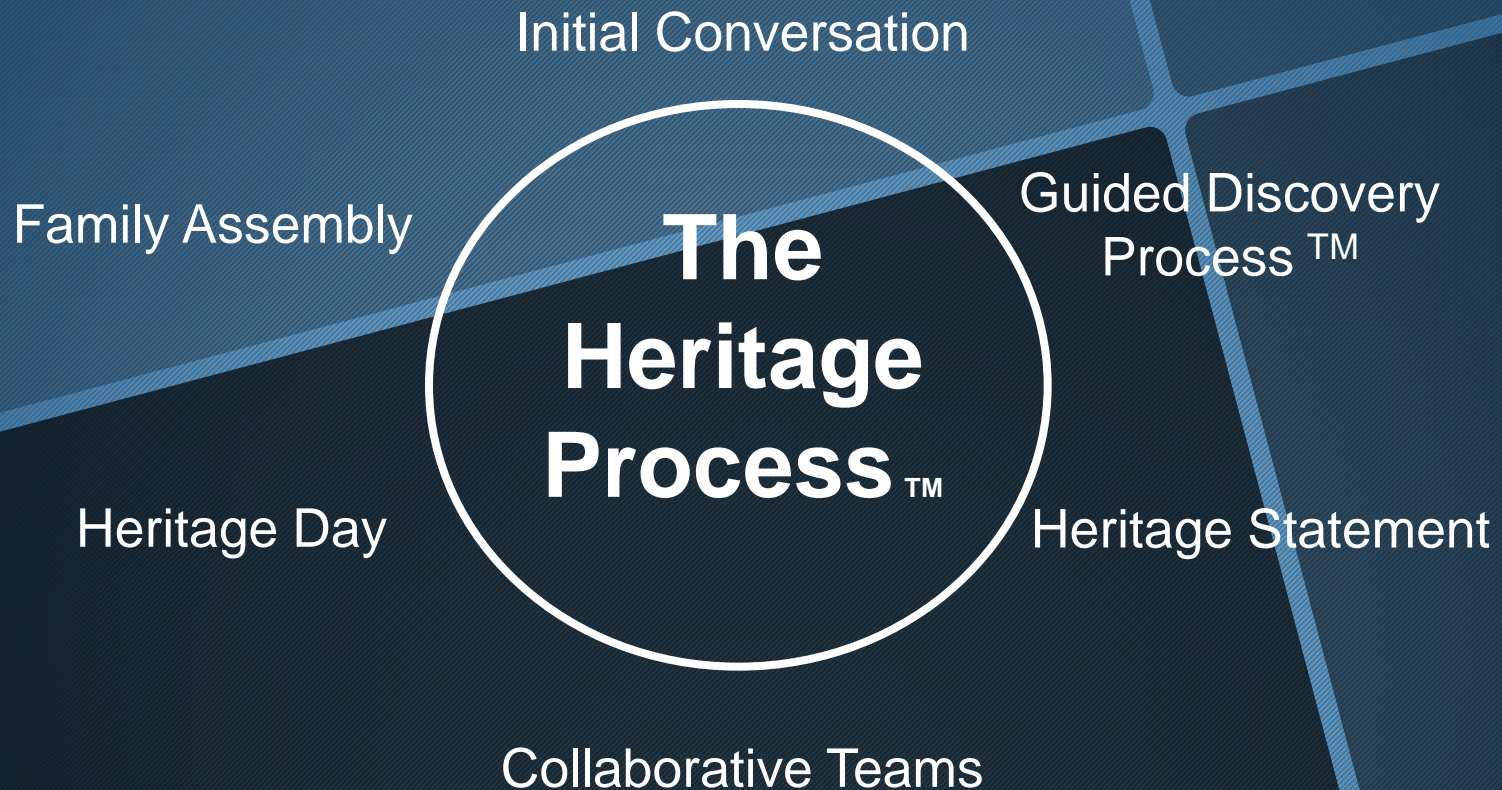 Initial Conversation
Guided Discovery
Process TM
Family Assembly
The
Heritage
Process TM
Heritage Day
Heritage Statement
Collaborative Teams